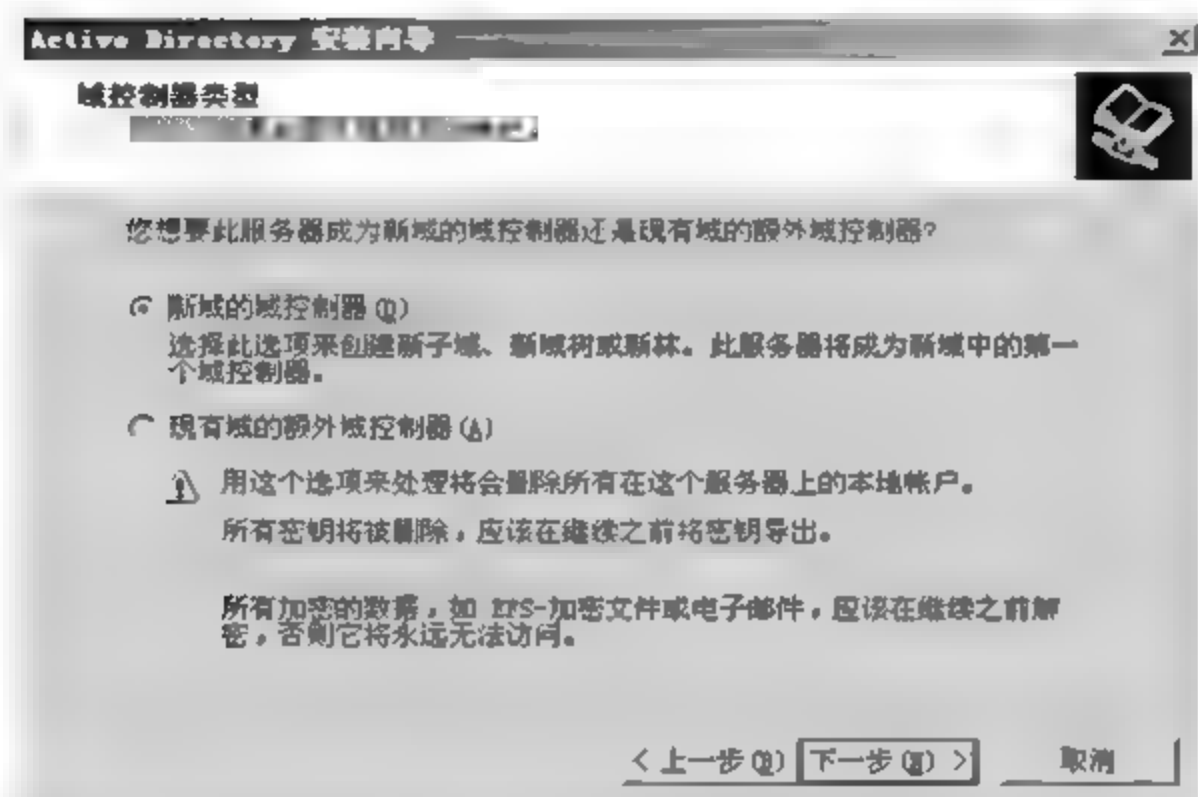 Active Directory 安装向导
域控制器类型
您想要此服务器成为新域的域控制器还是现有域的额外域控制器?
新域的域控制器(D)
选择此选项来创建新子域、新域树或新林。此服务器将成为新域中的第一
个域控制器。
现有域的额外域控制器(A)
用这个选项来处理将会删除所有在这个服务器上的本地帐户。
所有密钥将被删除，应该在继续之前将密钥导出。
所有加密的数据，如 EFS-加密文件或电子邮件，应该在继续之前解
密，否则它将永远无法访问。
< 上一步(B) 下一步(N) > 取消